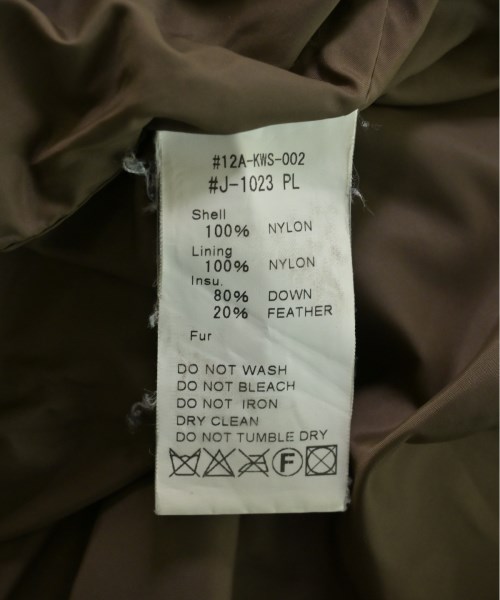 #12A-KWS-002
#J-1023 PL
Shell
100% NYLON
Lining
100% NYLON
Insu.
80% DOWN
20% FEATHER
Fur
DO NOT WASH
DO NOT BLEACH
DO NOT IRON
DRY CLEAN
DO NOT TUMBLE DRY
F